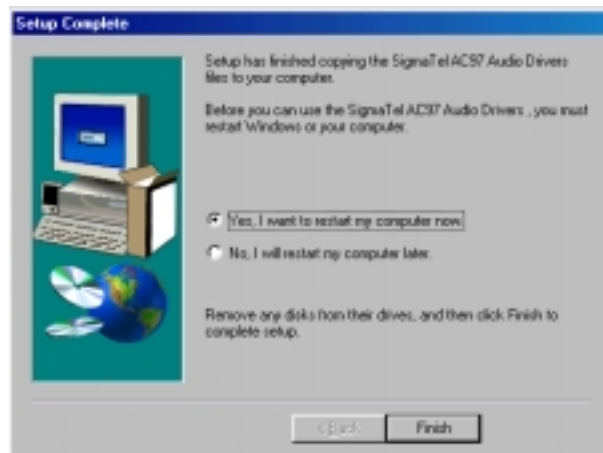 Setup Complete
Setup has finished copying the SigmaTel AC97 Audio Drivers
files to your computer.
Before you can use the SigmaTel AC97 Audio Drivers , you must
restart Windows or your computer.
Yes, I want to restart my computer now.
No, I will restart my computer later.
Remove any disks from their drives, and then click Finish to
complete setup.
< Back
Finish